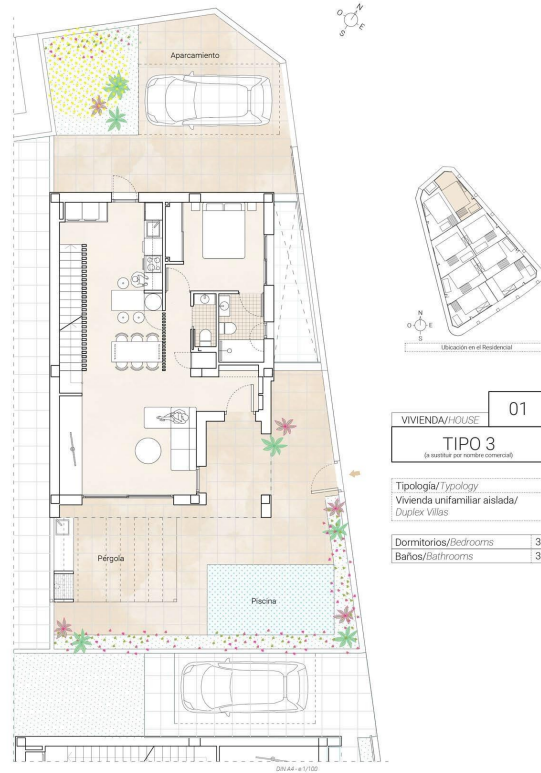 N
O
E
S
Aparcamiento
N
O
E
S
Ubicación en el Residencial
VIVIENDA/HOUSE
01
TIPO 3
(a sustituir por nombre comercial)
Tipología/Typology
Vivienda unifamiliar aislada/
Duplex Villas
Dormitorios/Bedrooms 3
Baños/Bathrooms 3
Pérgola
Piscina
DIN A4 - e 1/100